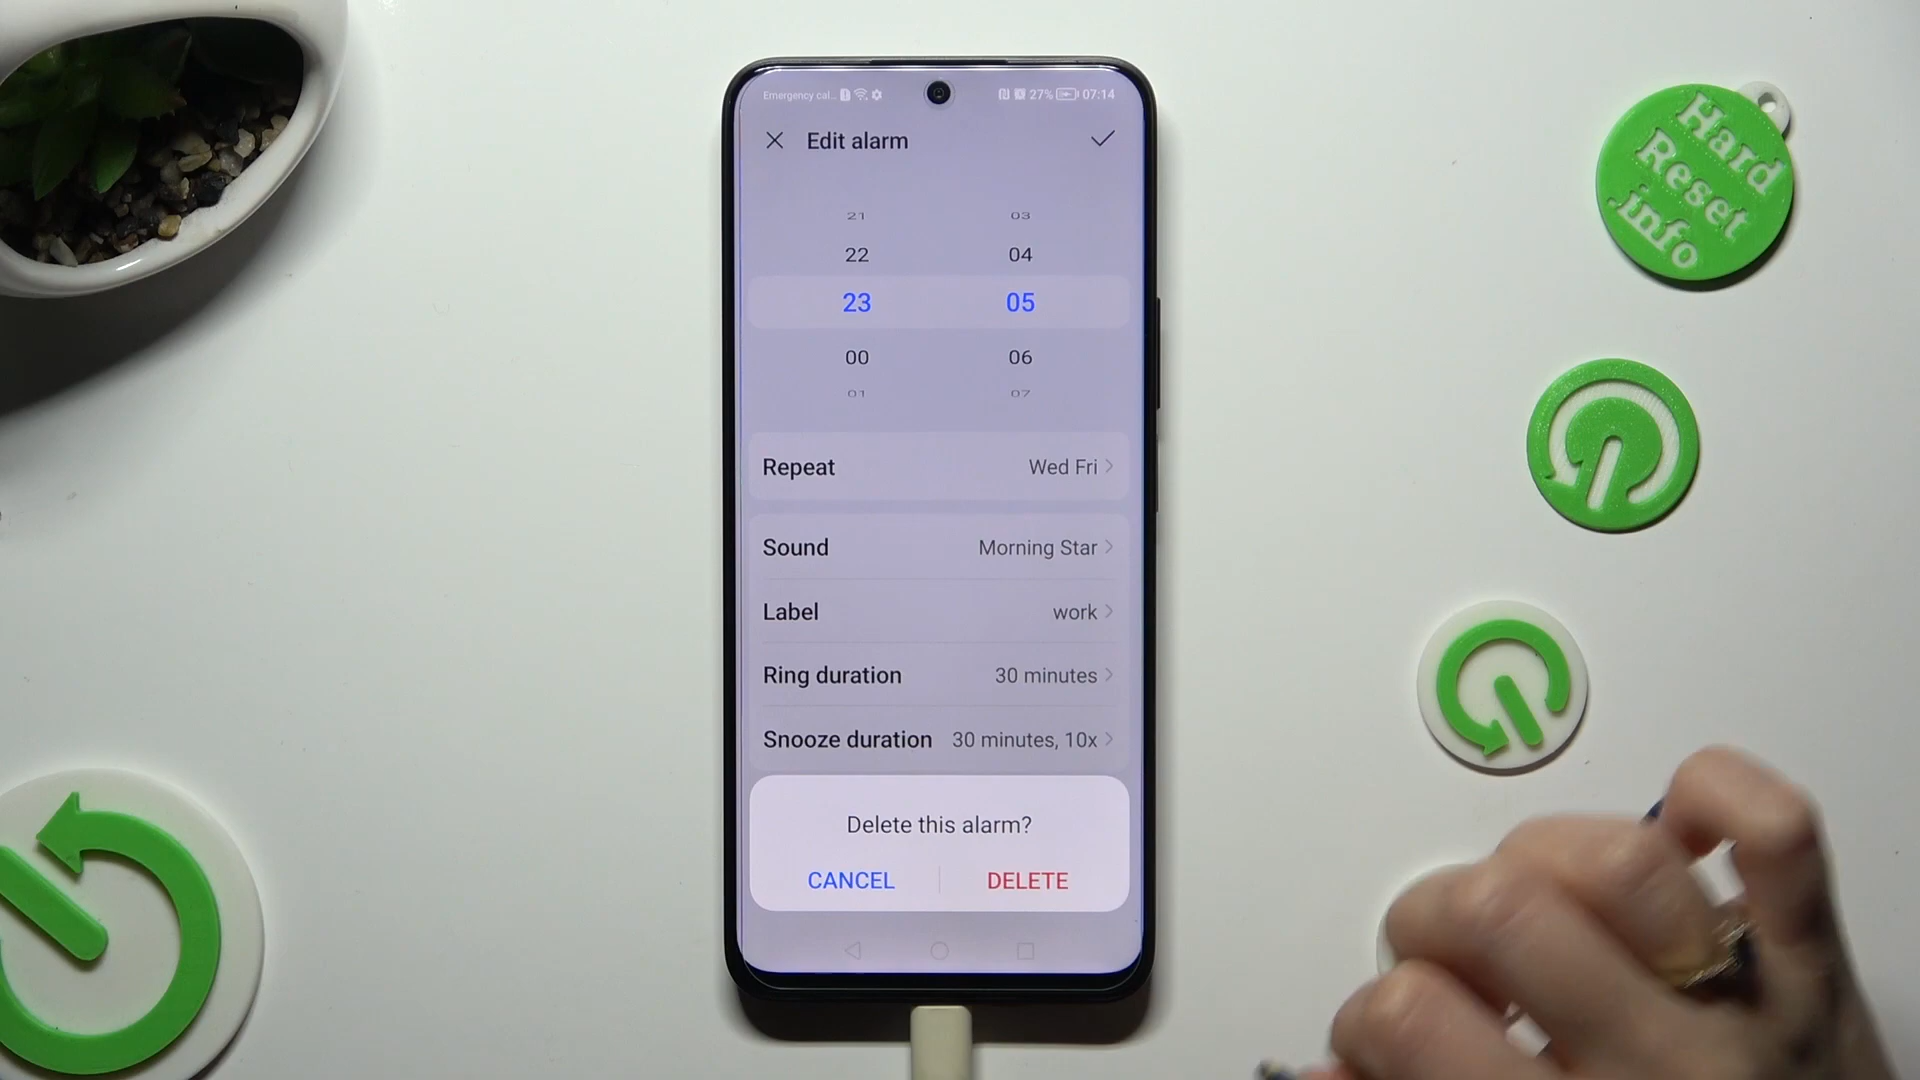 Emergency cal... 27% 07:14
Edit alarm
21 03
22 04
23 05
00 06
01 07
Repeat Wed Fri
Sound Morning Star
Label work
Ring duration 30 minutes
Snooze duration 30 minutes, 10x
Delete this alarm?
CANCEL DELETE
Hard
Reset
.info